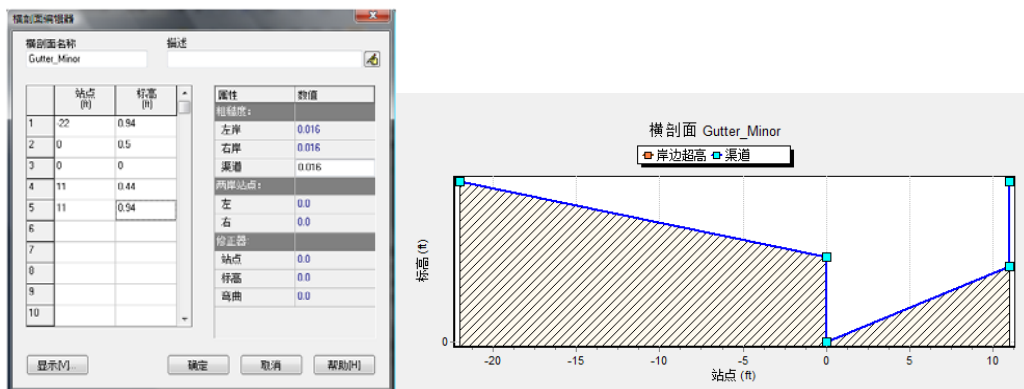 横剖面编辑器
横剖面名称 描述
Gutter_Minor
站点 (ft) 标高 (ft)
1 -22 0.94
2 0 0.5
3 0 0
4 11 0.44
5 11 0.94
6
7
8
9
10
属性 数值
粗糙度:
左岸 0.016
右岸 0.016
渠道 0.016
两岸站点:
左 0.0
右 0.0
修正器:
站点 0.0
标高 0.0
弯曲 0.0
显示[V]... 确定 取消 帮助[H]
横剖面 Gutter_Minor
岸边超高 渠道
标高 (ft)
0
-20 -15 -10 -5 0 5 10
站点 (ft)